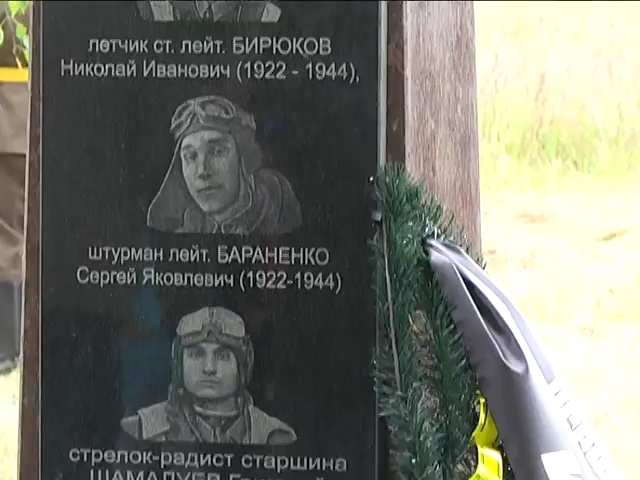 летчик ст. лейт. БИРЮКОВ
Николай Иванович (1922 - 1944),
штурман лейт. БАРАНЕНКО
Сергей Яковлевич (1922-1944)
стрелок-радист старшина